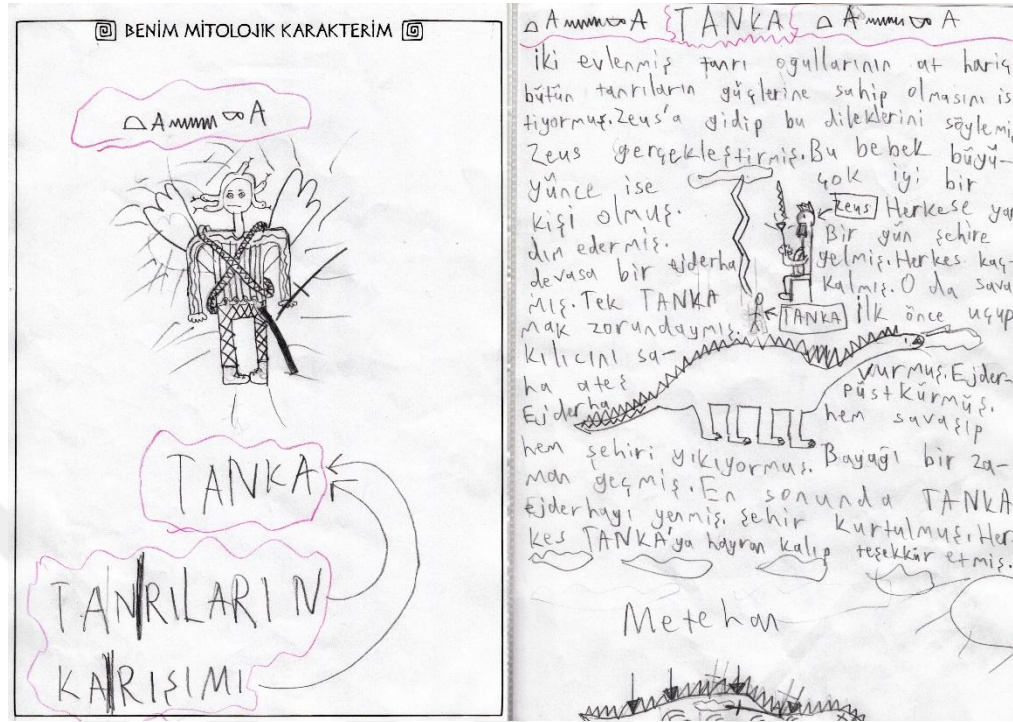 BENİM MİTOLOJİK KARAKTERİM
TANKA
TANRILARIN
KARIŞIMI
TANKA
İki evlenmiş tanrı oğullarının at hariç
bütün tanrıların güçlerine sahip olmasını is
tiyormuş. Zeus'a gidip bu dileklerini söylemiş
Zeus gerçekleştirmiş. Bu bebek büyü-
yünce ise çok iyi bir
kişi olmuş. Zeus Herkese yar
dın edermiş. Bir gün şehire
devasa bir ejderha gelmiş. Herkes kaç-
mış. Tek TANKA kalmış. O da sava
mak zorundaymış. TANKA İlk önce uçup
kılıcını sa-
vurmuş. Ejder-
ha ateş püstkürmüş.
Ejderha hem savaşıp
hem şehiri yıkıyormuş. Bayağı bir za-
man geçmiş. En sonunda TANKA
ejderhayı yenmiş. şehir kurtulmuş. Her
kes TANKA'ya hayran kalıp teşekkür etmiş.
Metehan